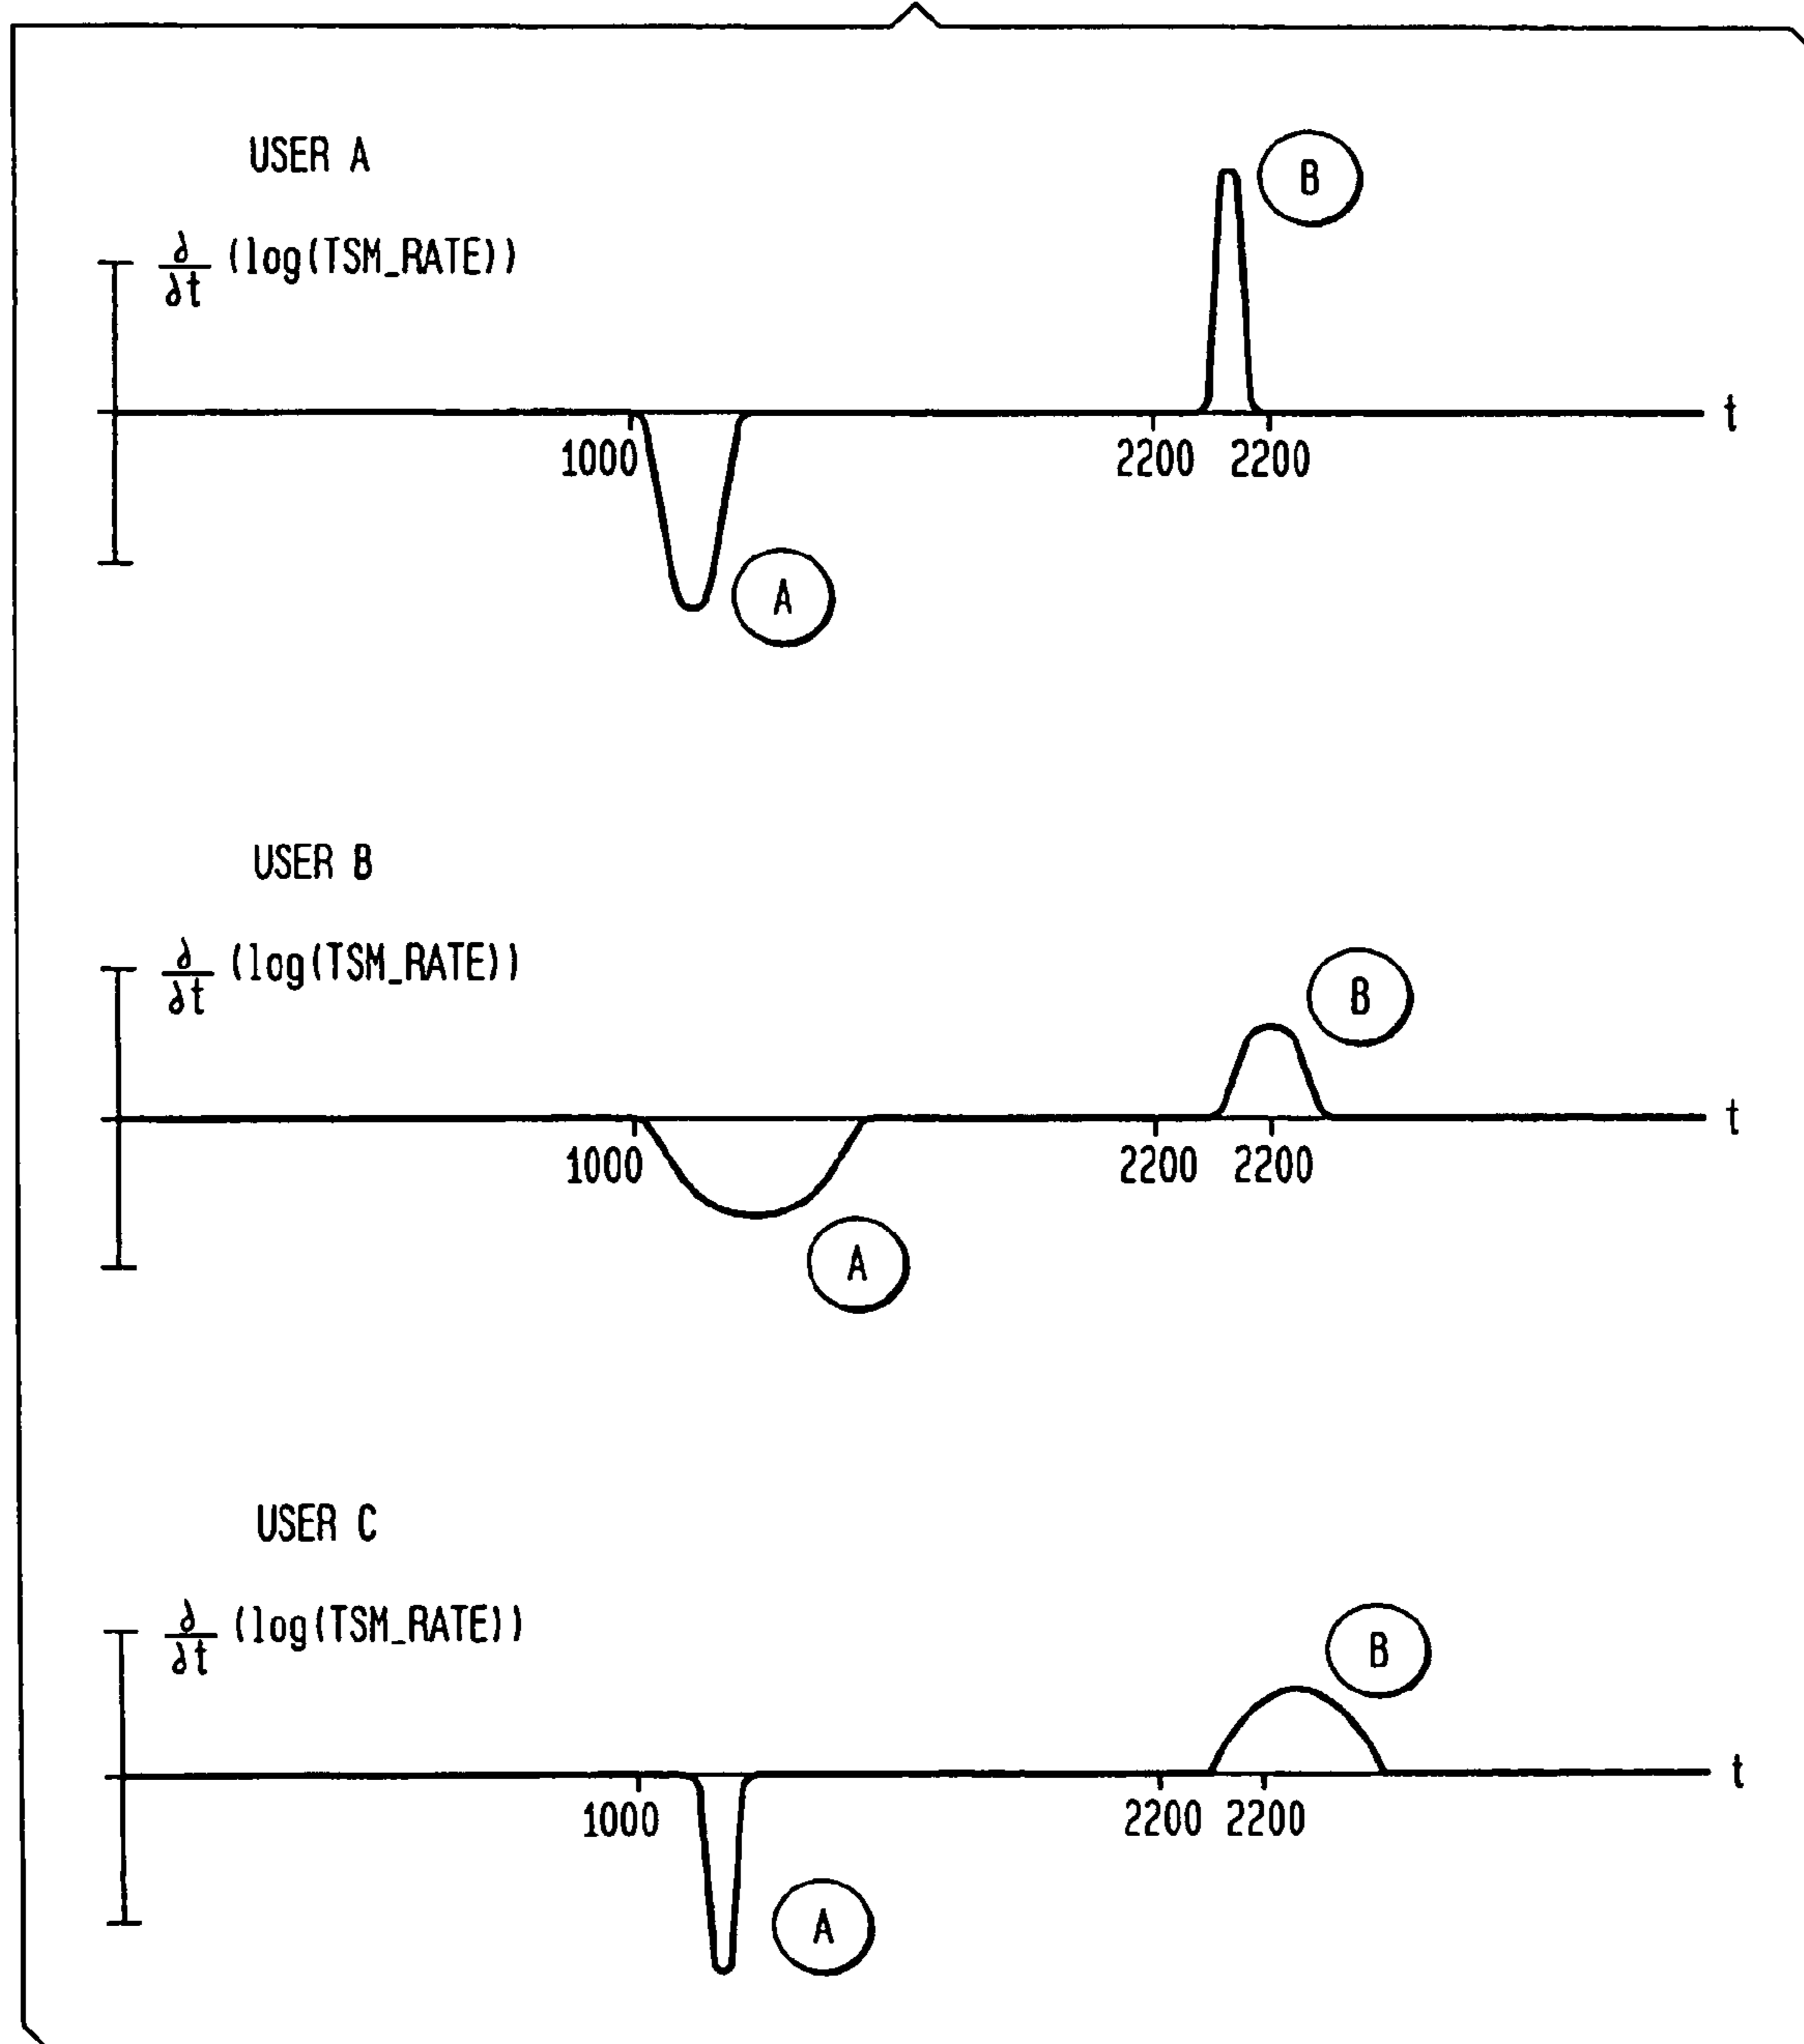 USER A
B
∂/∂t (log(TSM_RATE))
t
1000 2200 2200
A
USER B
∂/∂t (log(TSM_RATE))
B
t
1000 2200 2200
A
USER C
∂/∂t (log(TSM_RATE))
B
t
1000 2200 2200
A